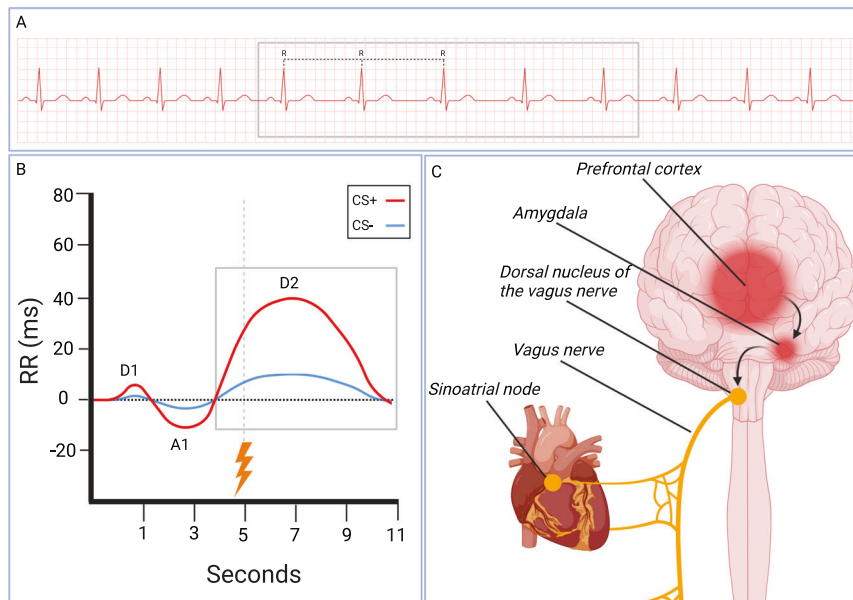 A
R
R
R
B
80
60
40
20
0
-20
RR (ms)
CS+
CS-
D1
A1
D2
1
3
5
7
9
11
Seconds
C
Prefrontal cortex
Amygdala
Dorsal nucleus of
the vagus nerve
Vagus nerve
Sinoatrial node